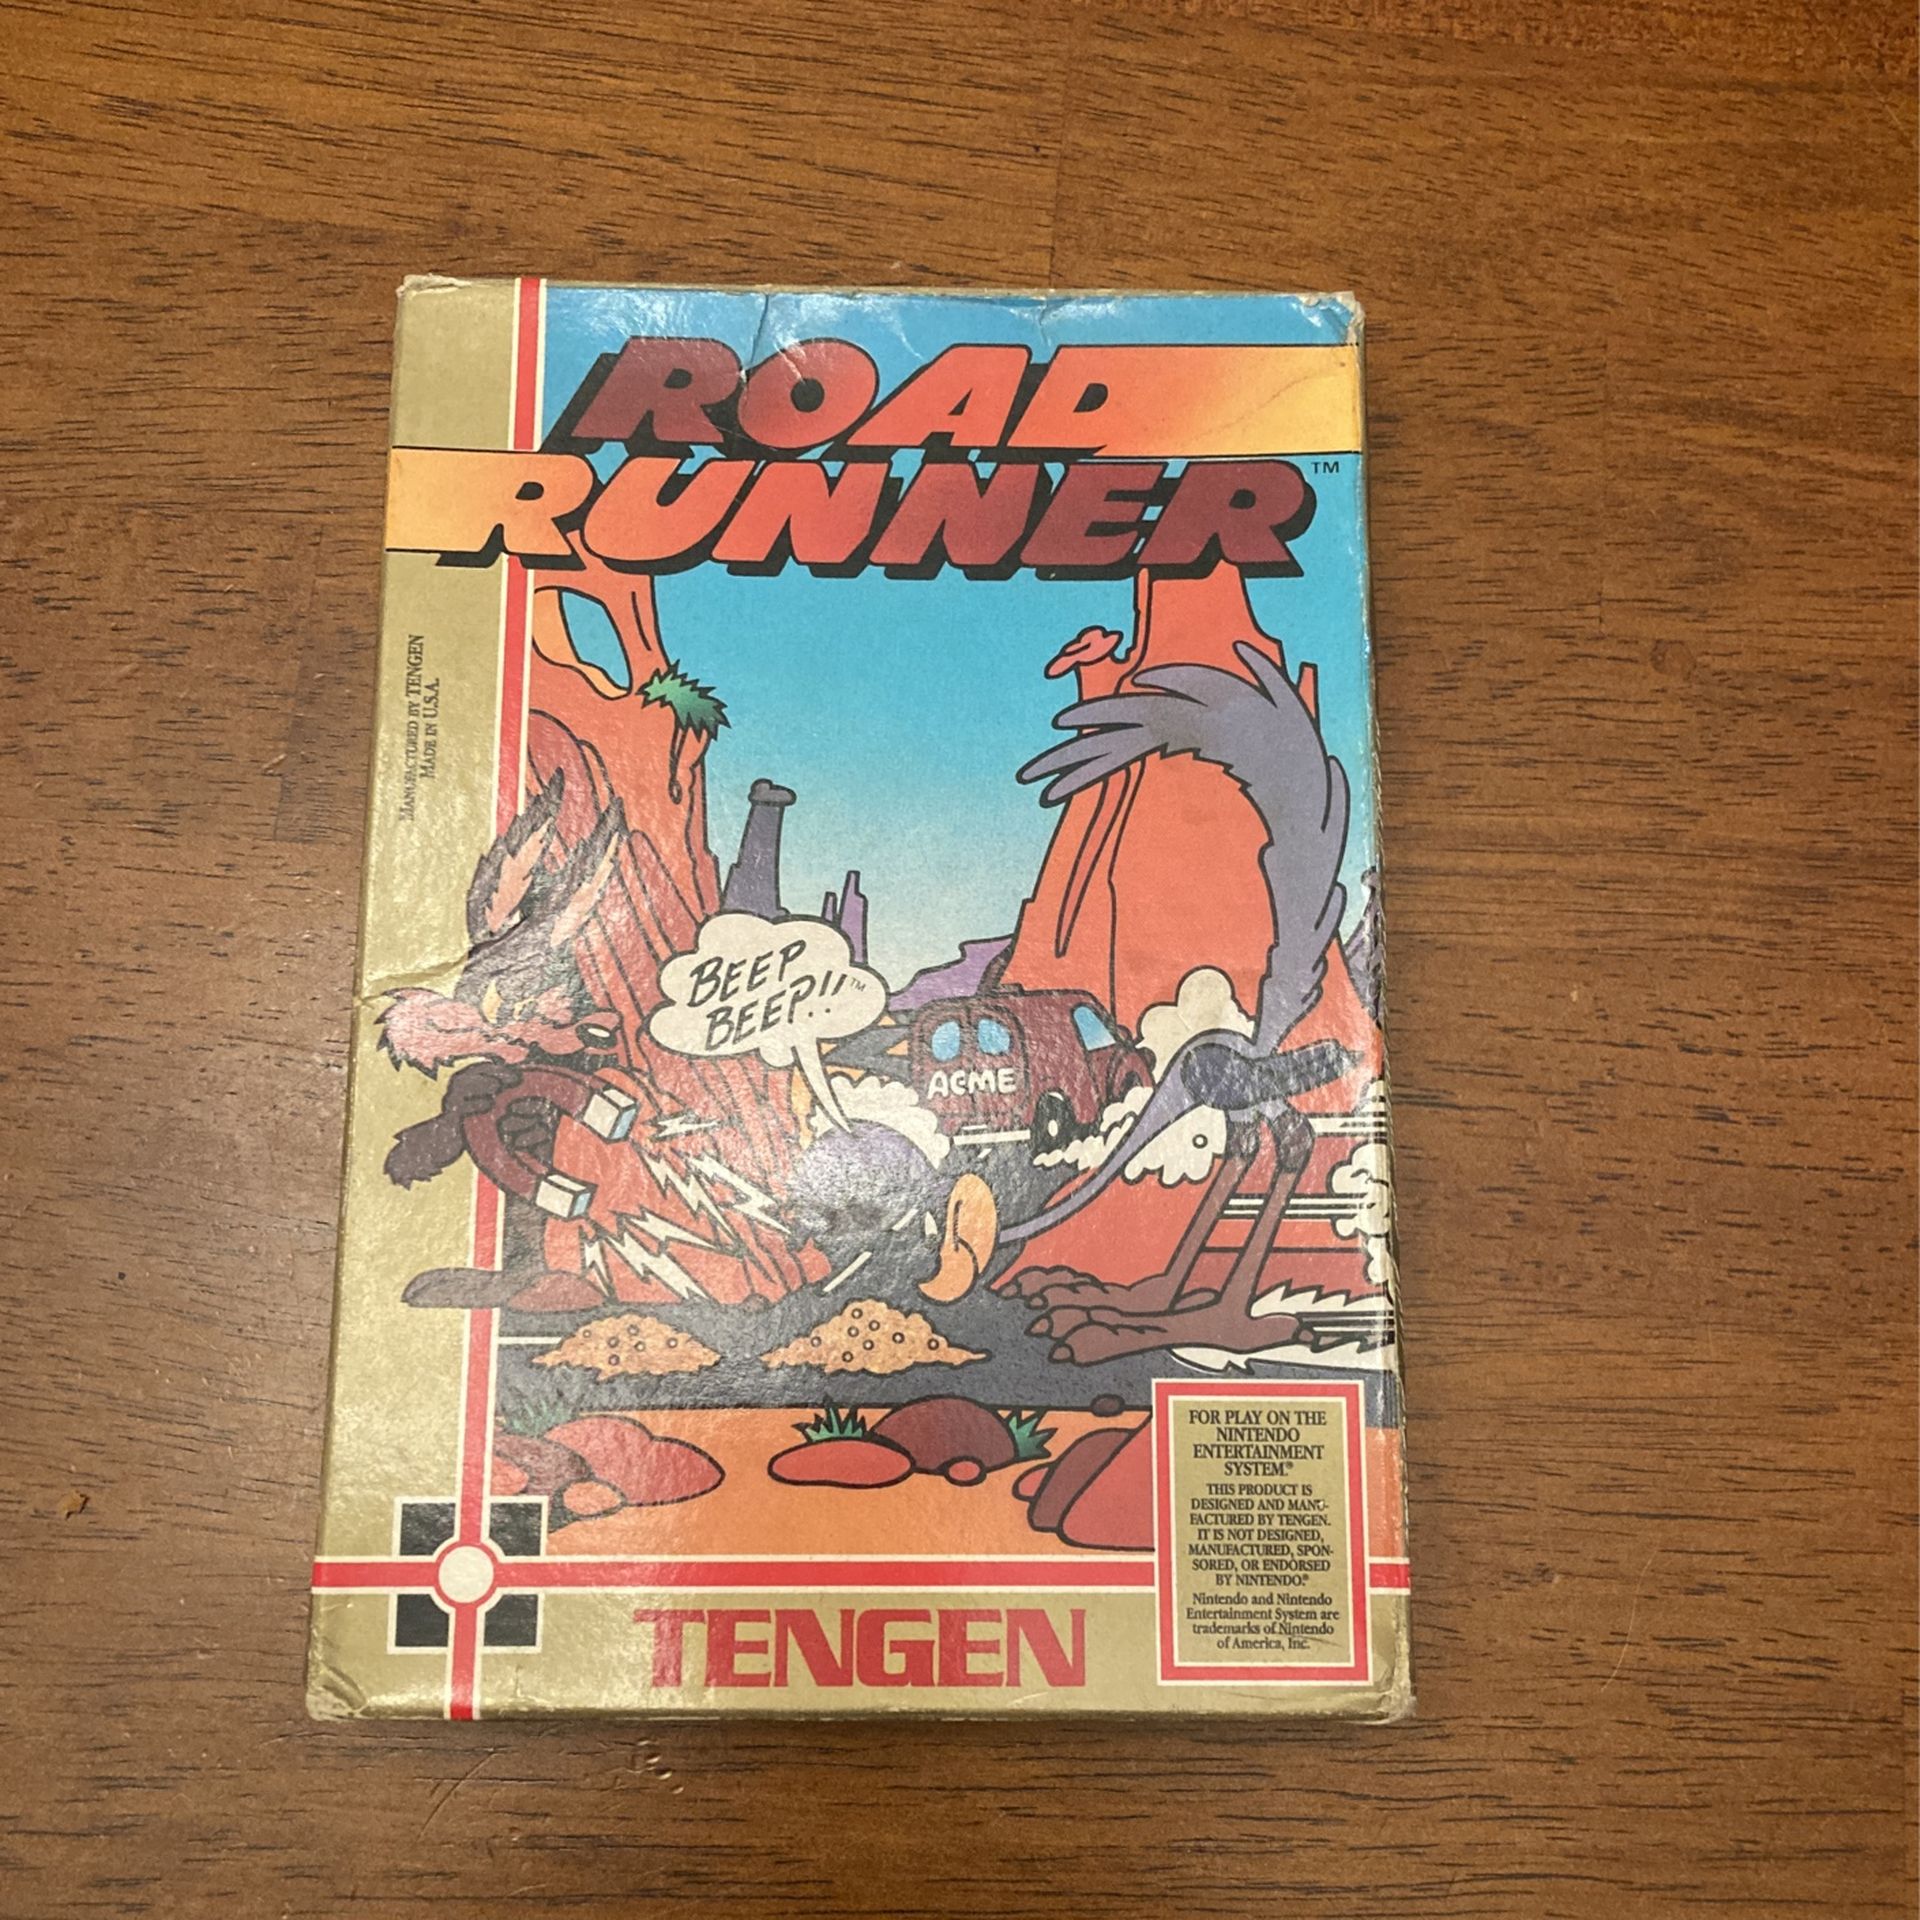 ROAD
RUNNER™
MANUFACTURED BY TENGEN
MADE IN U.S.A.
BEEP
BEEP!!™
ACME
FOR PLAY ON THE
NINTENDO
ENTERTAINMENT
SYSTEM®
THIS PRODUCT IS
DESIGNED AND MANU-
FACTURED BY TENGEN.
IT IS NOT DESIGNED,
MANUFACTURED, SPON-
SORED, OR ENDORSED
BY NINTENDO®
Nintendo and Nintendo
Entertainment System are
trademarks of Nintendo
of America, Inc.
TENGEN